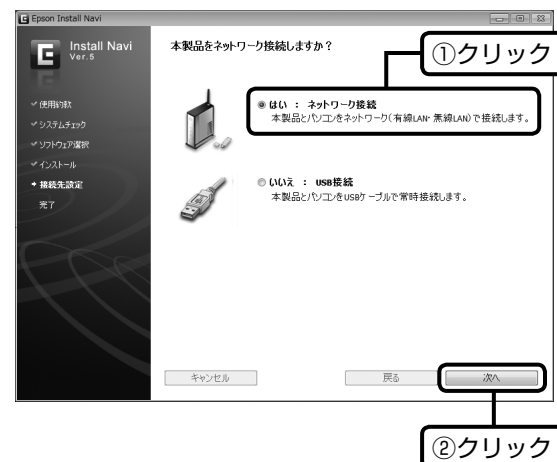 Epson Install Navi
Install Navi
Ver.5
本製品をネットワーク接続しますか？
①クリック
使用許諾
システムチェック
ソフトウェア選択
インストール
接続先設定
完了
はい ： ネットワーク接続
本製品とパソコンをネットワーク(有線LAN・無線LAN)で接続します。
いいえ ： USB接続
本製品とパソコンをUSBケーブルで常時接続します。
キャンセル
戻る
次へ
②クリック